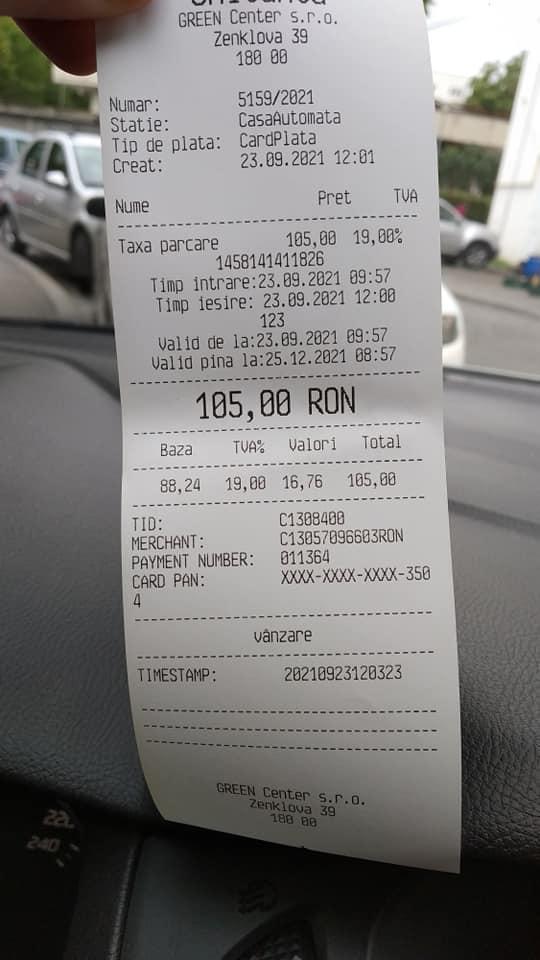 GREEN Center s.r.o.
Zenklova 39
180 00
Numar: 5159/2021
Statie: CasaAutomata
Tip de plata: CardPlata
Creat: 23.09.2021 12:01
Nume Pret TVA
Taxa parcare 105,00 19,00%
1458141411826
Timp intrare:23.09.2021 09:57
Timp iesire: 23.09.2021 12:00
123
Valid de la:23.09.2021 09:57
Valid pina la:25.12.2021 08:57
105,00 RON
Baza TVA% Valori Total
88,24 19,00 16,76 105,00
TID: C1308400
MERCHANT: C13057096603RON
PAYMENT NUMBER: 011364
CARD PAN: XXXX-XXXX-XXXX-350
4
vânzare
TIMESTAMP: 20210923120323
GREEN Center s.r.o.
Zenklova 39
180 00
220
240